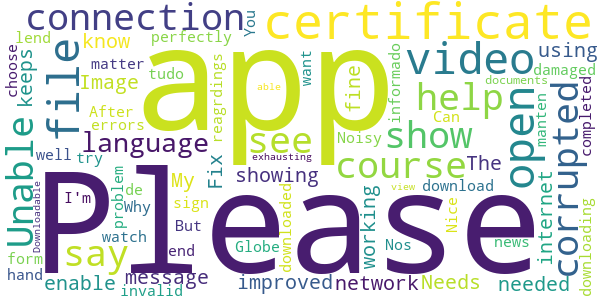 connection
certificate
You
lend
know
perfectly
app
video
using
keeps
matter
tudo
Image
choose
file
After
errors
reagrdings
fine
informado
want
able
documents
damaged
help
open
completed
language
see
show
Noisy
Can
manten
corrupted
Unable
well
try
Fix
exhausting
The
course
showing
Downloadable
I'm
Please
problem
de
My
sign
working
view
download
internet
downloading
say
Why
But
watch
end
Globe
downloaded
Nos
Nice
news
form
hand
enable
message
invalid
improved
network
Needs
needed